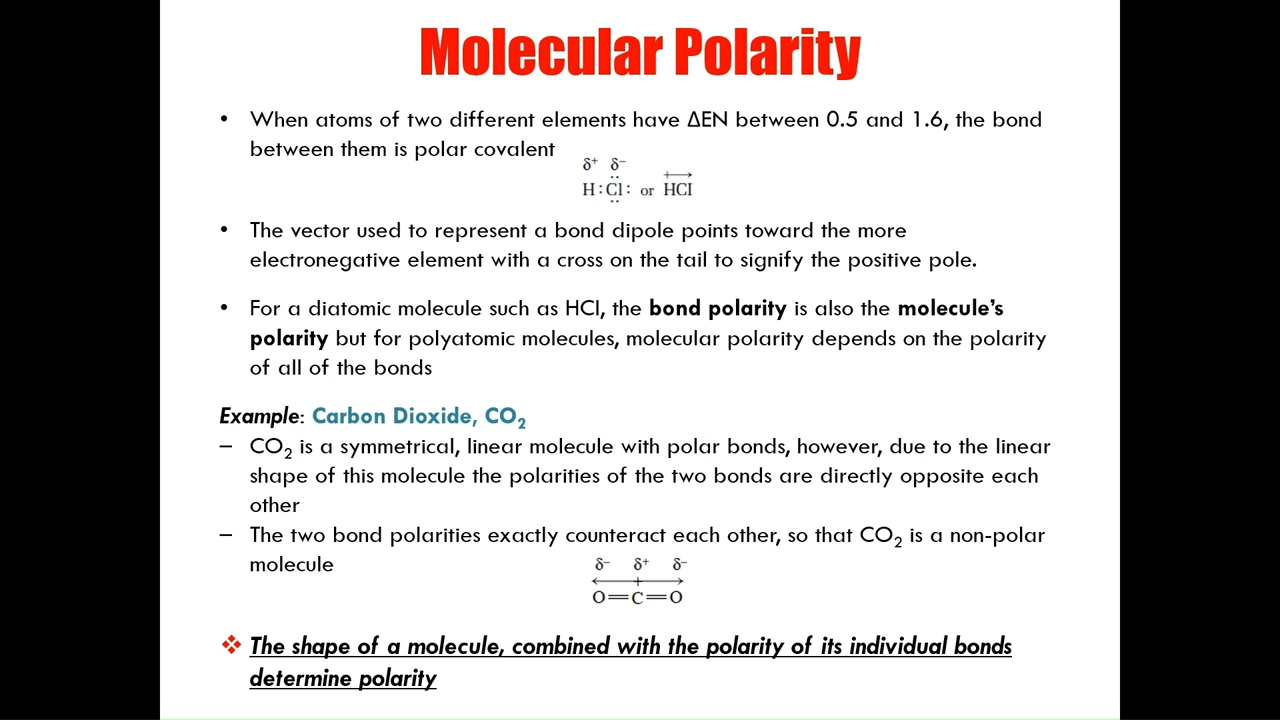 Molecular Polarity
• When atoms of two different elements have ΔEN between 0.5 and 1.6, the bond
between them is polar covalent
δ⁺ δ⁻
H:Cl: or HCl
• The vector used to represent a bond dipole points toward the more
electronegative element with a cross on the tail to signify the positive pole.
• For a diatomic molecule such as HCl, the bond polarity is also the molecule's
polarity but for polyatomic molecules, molecular polarity depends on the polarity
of all of the bonds
Example: Carbon Dioxide, CO₂
– CO₂ is a symmetrical, linear molecule with polar bonds, however, due to the linear
shape of this molecule the polarities of the two bonds are directly opposite each
other
– The two bond polarities exactly counteract each other, so that CO₂ is a non-polar
molecule
δ⁻ δ⁺ δ⁻
O=C=O
❖ The shape of a molecule, combined with the polarity of its individual bonds
determine polarity